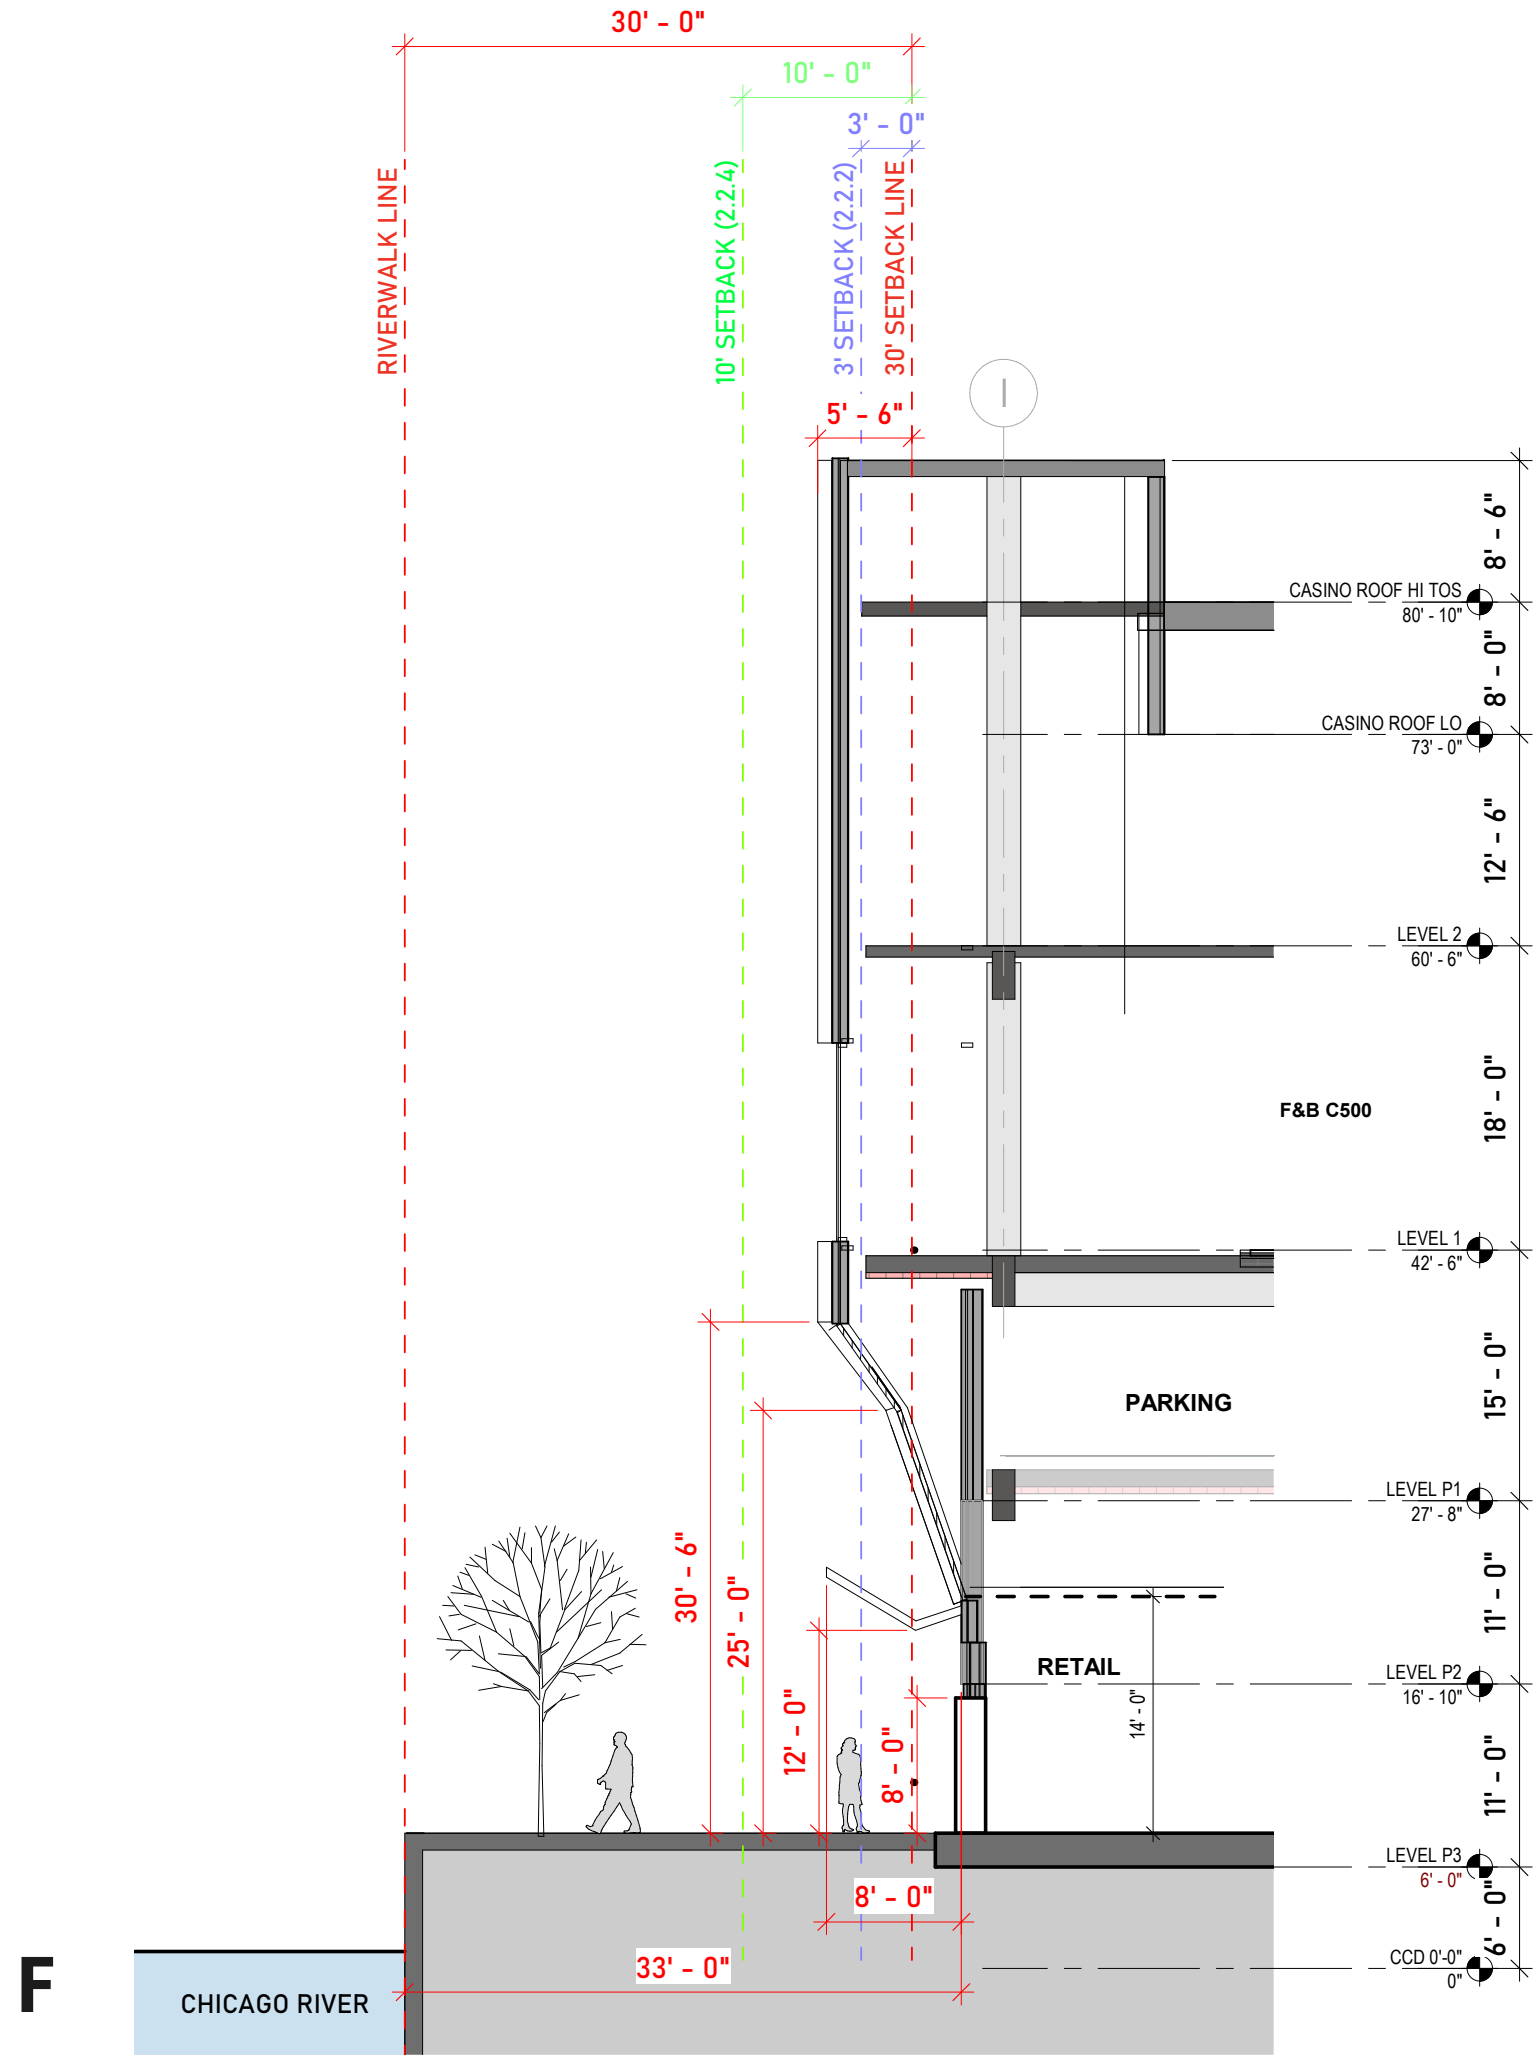 30' - 0"
10' - 0"
3' - 0"
RIVERWALK LINE
10' SETBACK (2.2.4)
3' SETBACK (2.2.2)
30' SETBACK LINE
I
5' - 6"
8' - 6"
CASINO ROOF HI TOS
80' - 10"
8' - 0"
CASINO ROOF LO
73' - 0"
12' - 6"
LEVEL 2
60' - 6"
18' - 0"
F&B C500
LEVEL 1
42' - 6"
15' - 0"
PARKING
LEVEL P1
27' - 8"
30' - 6"
25' - 0"
11' - 0"
RETAIL
LEVEL P2
16' - 10"
14' - 0"
12' - 0"
8' - 0"
11' - 0"
LEVEL P3
6' - 0"
8' - 0"
6' - 0"
33' - 0"
CCD 0'-0"
0"
F
CHICAGO RIVER